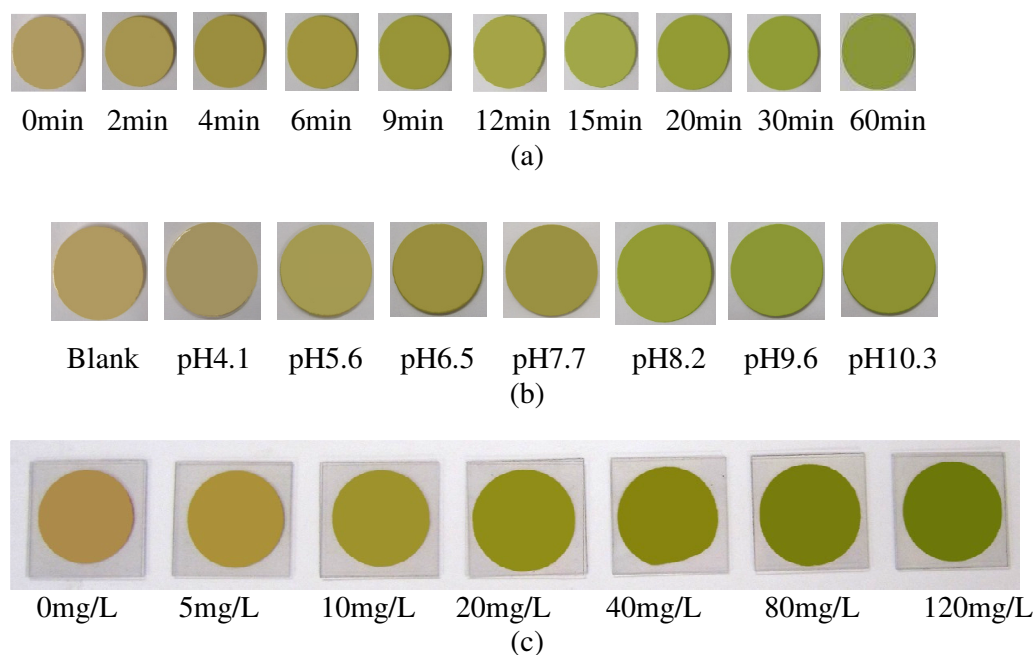 0min 2min 4min 6min 9min 12min 15min 20min 30min 60min
(a)
Blank pH4.1 pH5.6 pH6.5 pH7.7 pH8.2 pH9.6 pH10.3
(b)
0mg/L 5mg/L 10mg/L 20mg/L 40mg/L 80mg/L 120mg/L
(c)